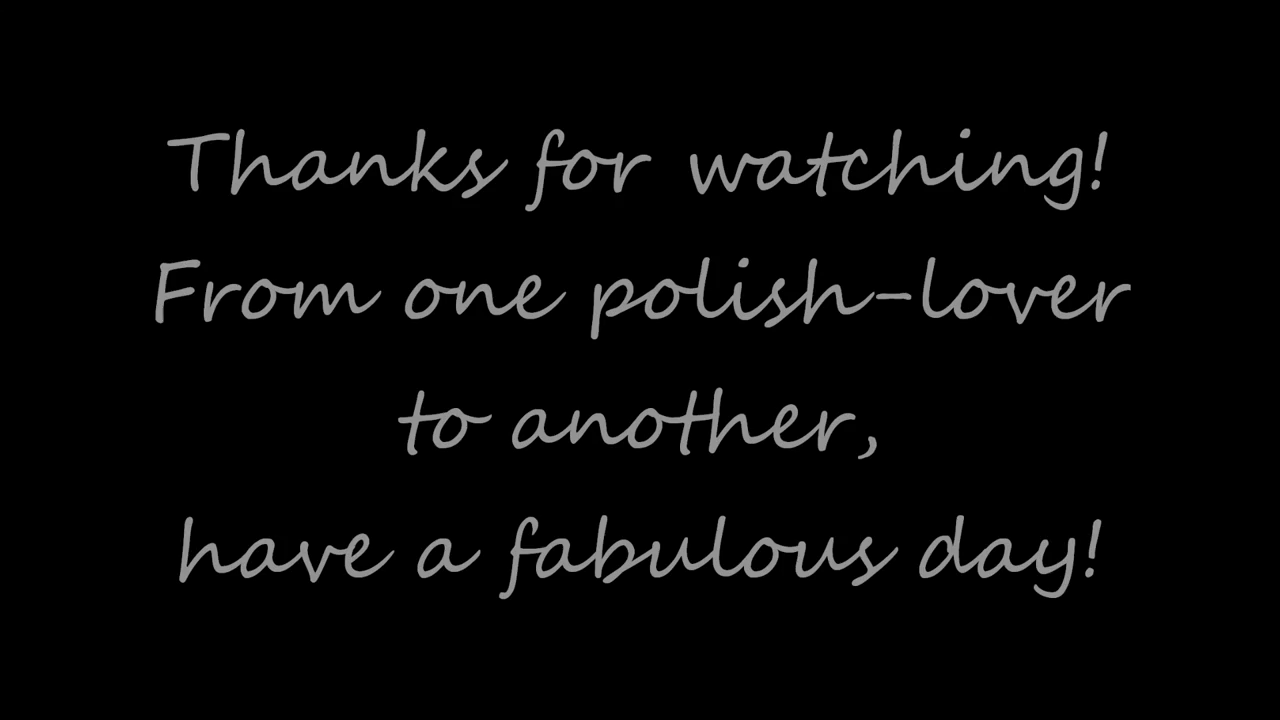 Thanks for watching!
From one polish-lover
to another,
have a fabulous day!